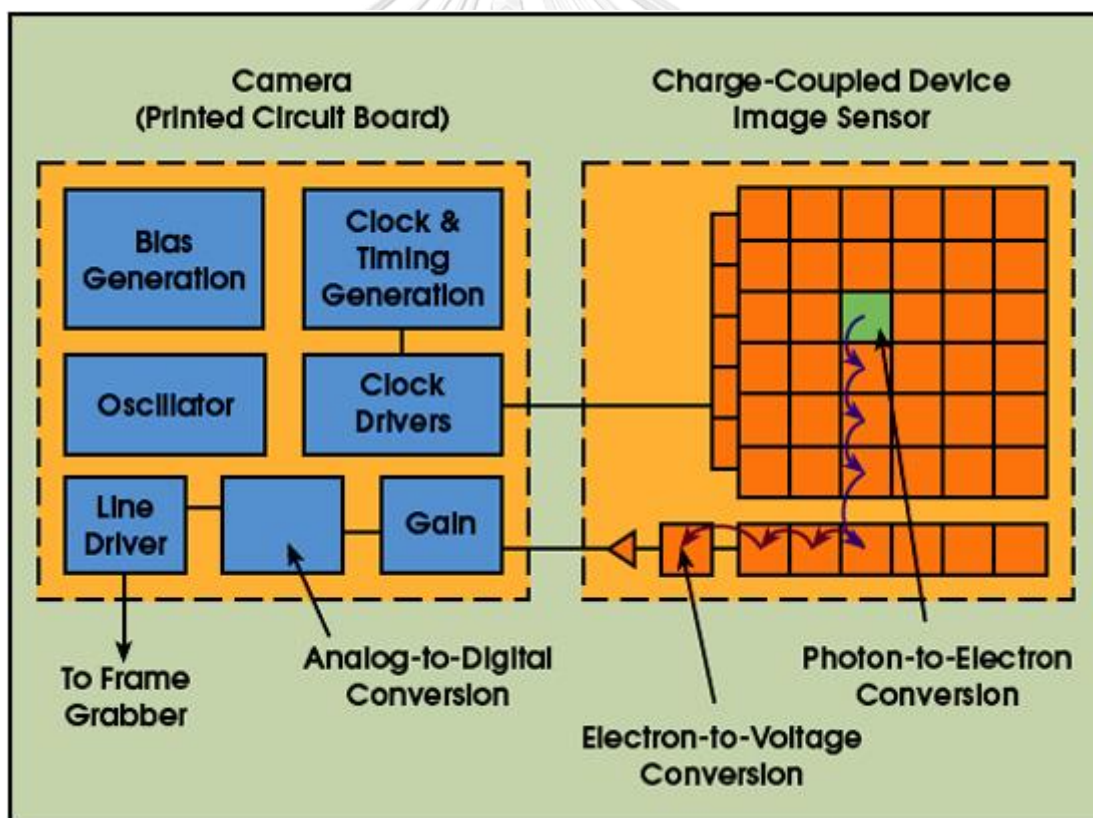 Camera
(Printed Circuit Board)
Charge-Coupled Device
Image Sensor
Bias
Generation
Clock &
Timing
Generation
Oscillator
Clock
Drivers
Line
Driver
Gain
To Frame
Grabber
Analog-to-Digital
Conversion
Electron-to-Voltage
Conversion
Photon-to-Electron
Conversion